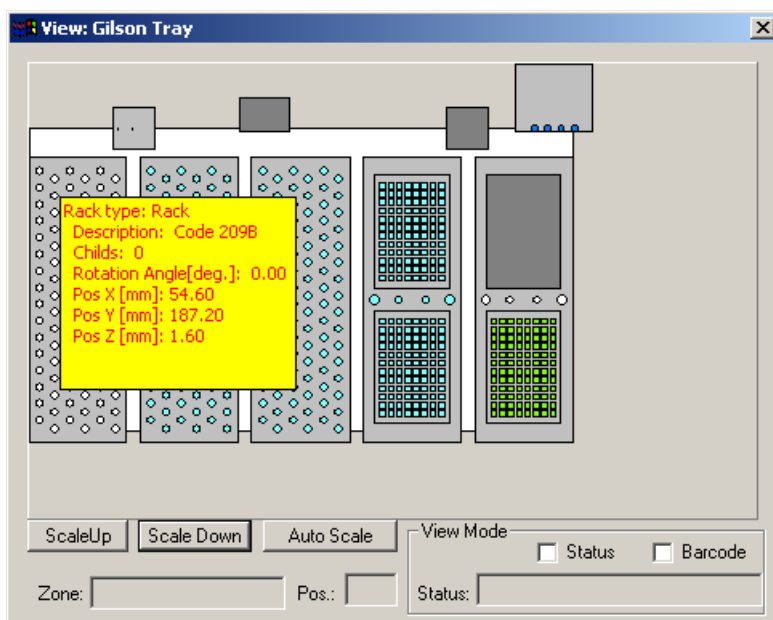 View: Gilson Tray
Rack type: Rack
Description: Code 209B
Childs: 0
Rotation Angle[deg.]: 0.00
Pos X [mm]: 54.60
Pos Y [mm]: 187.20
Pos Z [mm]: 1.60
ScaleUp
Scale Down
Auto Scale
View Mode
Status
Barcode
Zone:
Pos.:
Status: